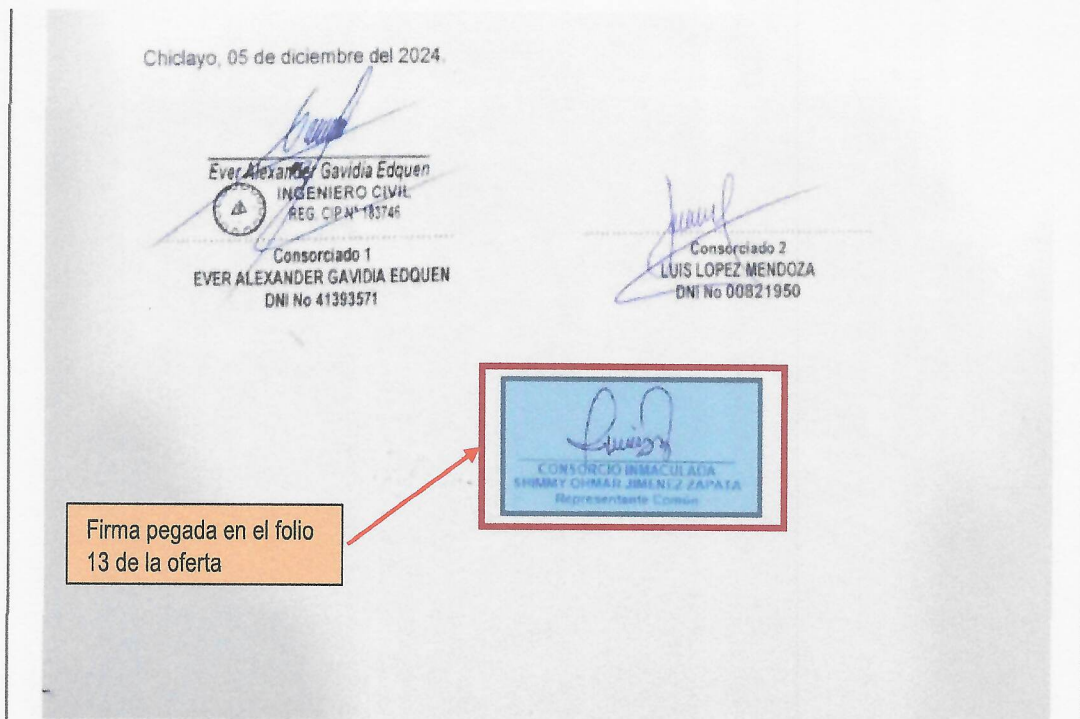 Chiclayo, 05 de diciembre del 2024.
Ever Alexander Gavidia Edquen
INGENIERO CIVIL
REG. CIP Nº 183746
Consorciado 1
EVER ALEXANDER GAVIDIA EDQUEN
DNI No 41393571
Consorciado 2
LUIS LOPEZ MENDOZA
DNI No 00821950
CONSORCIO INMACULADA
SHIMMY OHMAR JIMENEZ ZAPATA
Representante Común
Firma pegada en el folio
13 de la oferta